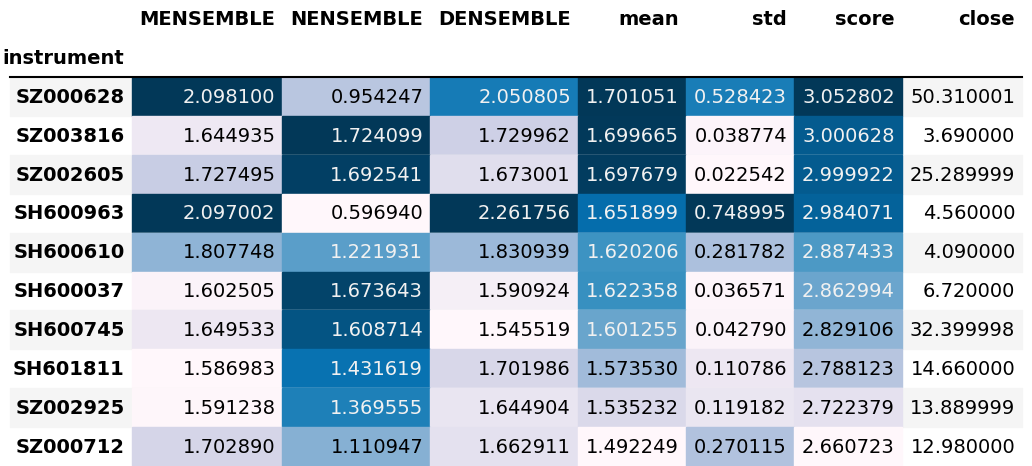 MENSEMBLE NENSEMBLE DENSEMBLE mean std score close
instrument
SZ000628 2.098100 0.954247 2.050805 1.701051 0.528423 3.052802 50.310001
SZ003816 1.644935 1.724099 1.729962 1.699665 0.038774 3.000628 3.690000
SZ002605 1.727495 1.692541 1.673001 1.697679 0.022542 2.999922 25.289999
SH600963 2.097002 0.596940 2.261756 1.651899 0.748995 2.984071 4.560000
SH600610 1.807748 1.221931 1.830939 1.620206 0.281782 2.887433 4.090000
SH600037 1.602505 1.673643 1.590924 1.622358 0.036571 2.862994 6.720000
SH600745 1.649533 1.608714 1.545519 1.601255 0.042790 2.829106 32.399998
SH601811 1.586983 1.431619 1.701986 1.573530 0.110786 2.788123 14.660000
SZ002925 1.591238 1.369555 1.644904 1.535232 0.119182 2.722379 13.889999
SZ000712 1.702890 1.110947 1.662911 1.492249 0.270115 2.660723 12.980000